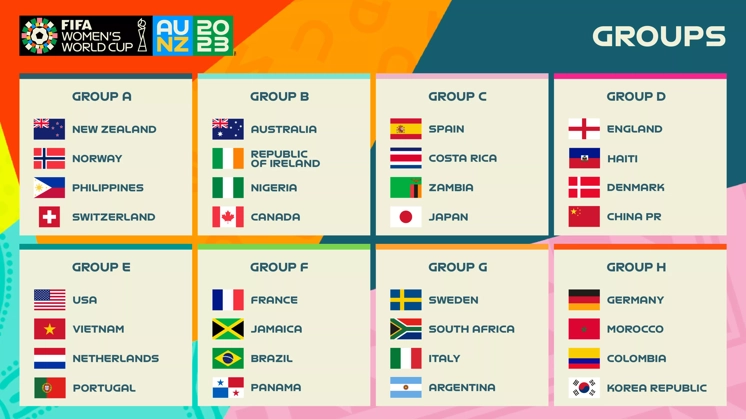 FIFA
WOMEN'S
WORLD CUP
AU
NZ
20
23
GROUPS
GROUP A
NEW ZEALAND
NORWAY
PHILIPPINES
SWITZERLAND
GROUP B
AUSTRALIA
REPUBLIC
OF IRELAND
NIGERIA
CANADA
GROUP C
SPAIN
COSTA RICA
ZAMBIA
JAPAN
GROUP D
ENGLAND
HAITI
DENMARK
CHINA PR
GROUP E
USA
VIETNAM
NETHERLANDS
PORTUGAL
GROUP F
FRANCE
JAMAICA
BRAZIL
PANAMA
GROUP G
SWEDEN
SOUTH AFRICA
ITALY
ARGENTINA
GROUP H
GERMANY
MOROCCO
COLOMBIA
KOREA REPUBLIC